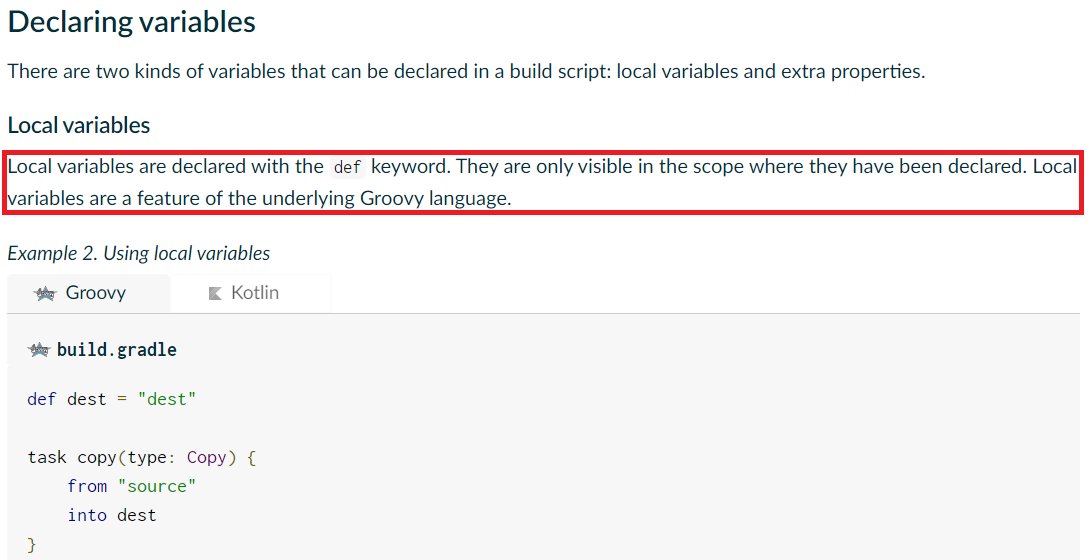 Declaring variables
There are two kinds of variables that can be declared in a build script: local variables and extra properties.
Local variables
Local variables are declared with the def keyword. They are only visible in the scope where they have been declared. Local
variables are a feature of the underlying Groovy language.
Example 2. Using local variables
Groovy Kotlin
build.gradle
def dest = "dest"
task copy(type: Copy) {
    from "source"
    into dest
}